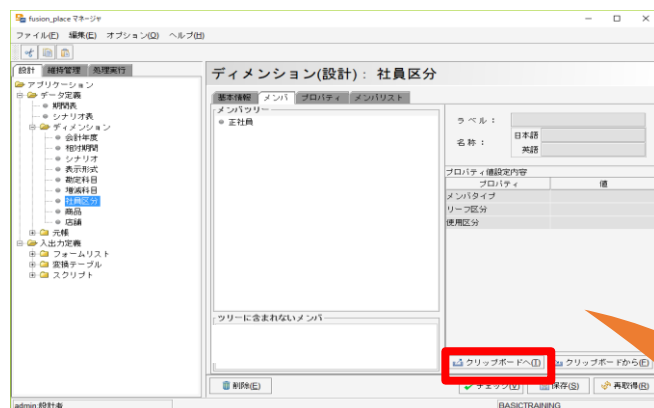 fusion_place マネージャ
ファイル(F) 編集(E) オプション(O) ヘルプ(H)
設計 維持管理 処理実行
アプリケーション
データ定義
期間表
シナリオ表
ディメンション
会計年度
相対期間
シナリオ
表示形式
勘定科目
増減科目
社員区分
商品
店舗
元帳
入出力定義
フォームリスト
変換テーブル
スクリプト
ディメンション(設計): 社員区分
基本情報 メンバ プロパティ メンバリスト
メンバツリー
正社員
ツリーに含まれないメンバ
ラベル:
名称: 日本語
英語
プロパティ値設定内容
プロパティ 値
メンバタイプ
リーフ区分
使用区分
クリップボードへ(T) クリップボードから(F)
削除(E) チェック(V) 保存(S) 再取得(R)
admin:設計者 BASICTRAINING